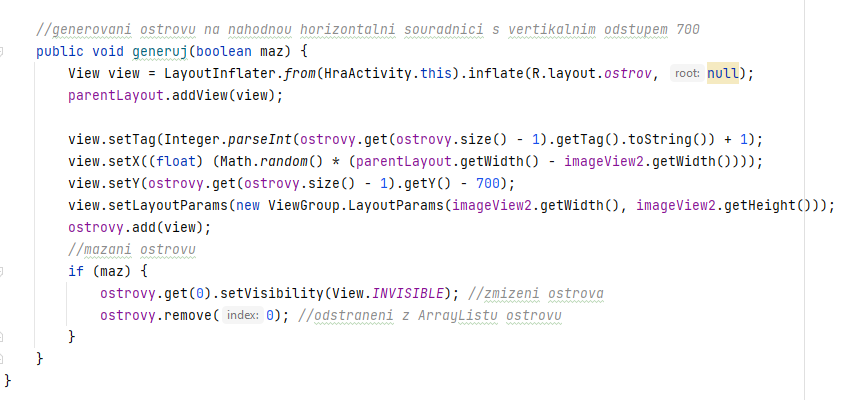 //generovani ostrovu na nahodnou horizontalni souradnici s vertikalnim odstupem 700
public void generuj(boolean maz) {
View view = LayoutInflater.from(HraActivity.this).inflate(R.layout.ostrov, root: null);
parentLayout.addView(view);
view.setTag(Integer.parseInt(ostrovy.get(ostrovy.size() - 1).getTag().toString()) + 1);
view.setX((float) (Math.random() * (parentLayout.getWidth() - imageView2.getWidth())));
view.setY(ostrovy.get(ostrovy.size() - 1).getY() - 700);
view.setLayoutParams(new ViewGroup.LayoutParams(imageView2.getWidth(), imageView2.getHeight()));
ostrovy.add(view);
//mazani ostrovu
if (maz) {
ostrovy.get(0).setVisibility(View.INVISIBLE); //zmizeni ostrova
ostrovy.remove( index: 0); //odstraneni z ArrayListu ostrovu
}
}
}